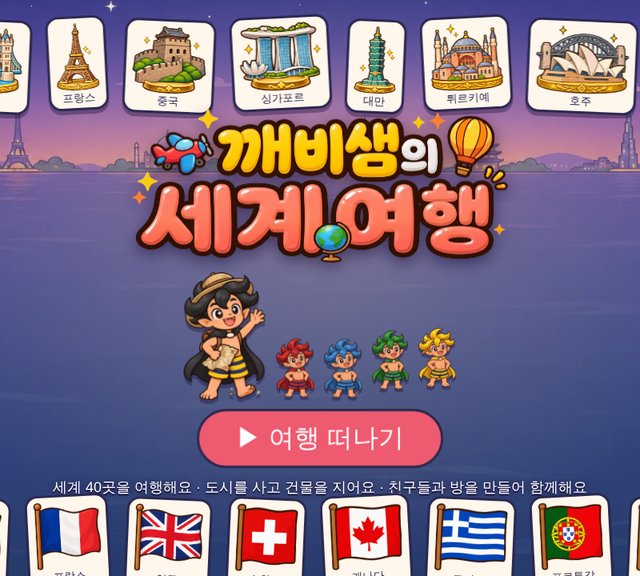 프랑스
중국
싱가포르
대만
튀르키예
호주
깨비샘의
세계여행
▶ 여행 떠나기
세계 40곳을 여행해요 · 도시를 사고 건물을 지어요 · 친구들과 방을 만들어 함께해요
프랑스
캐나다
포르투갈